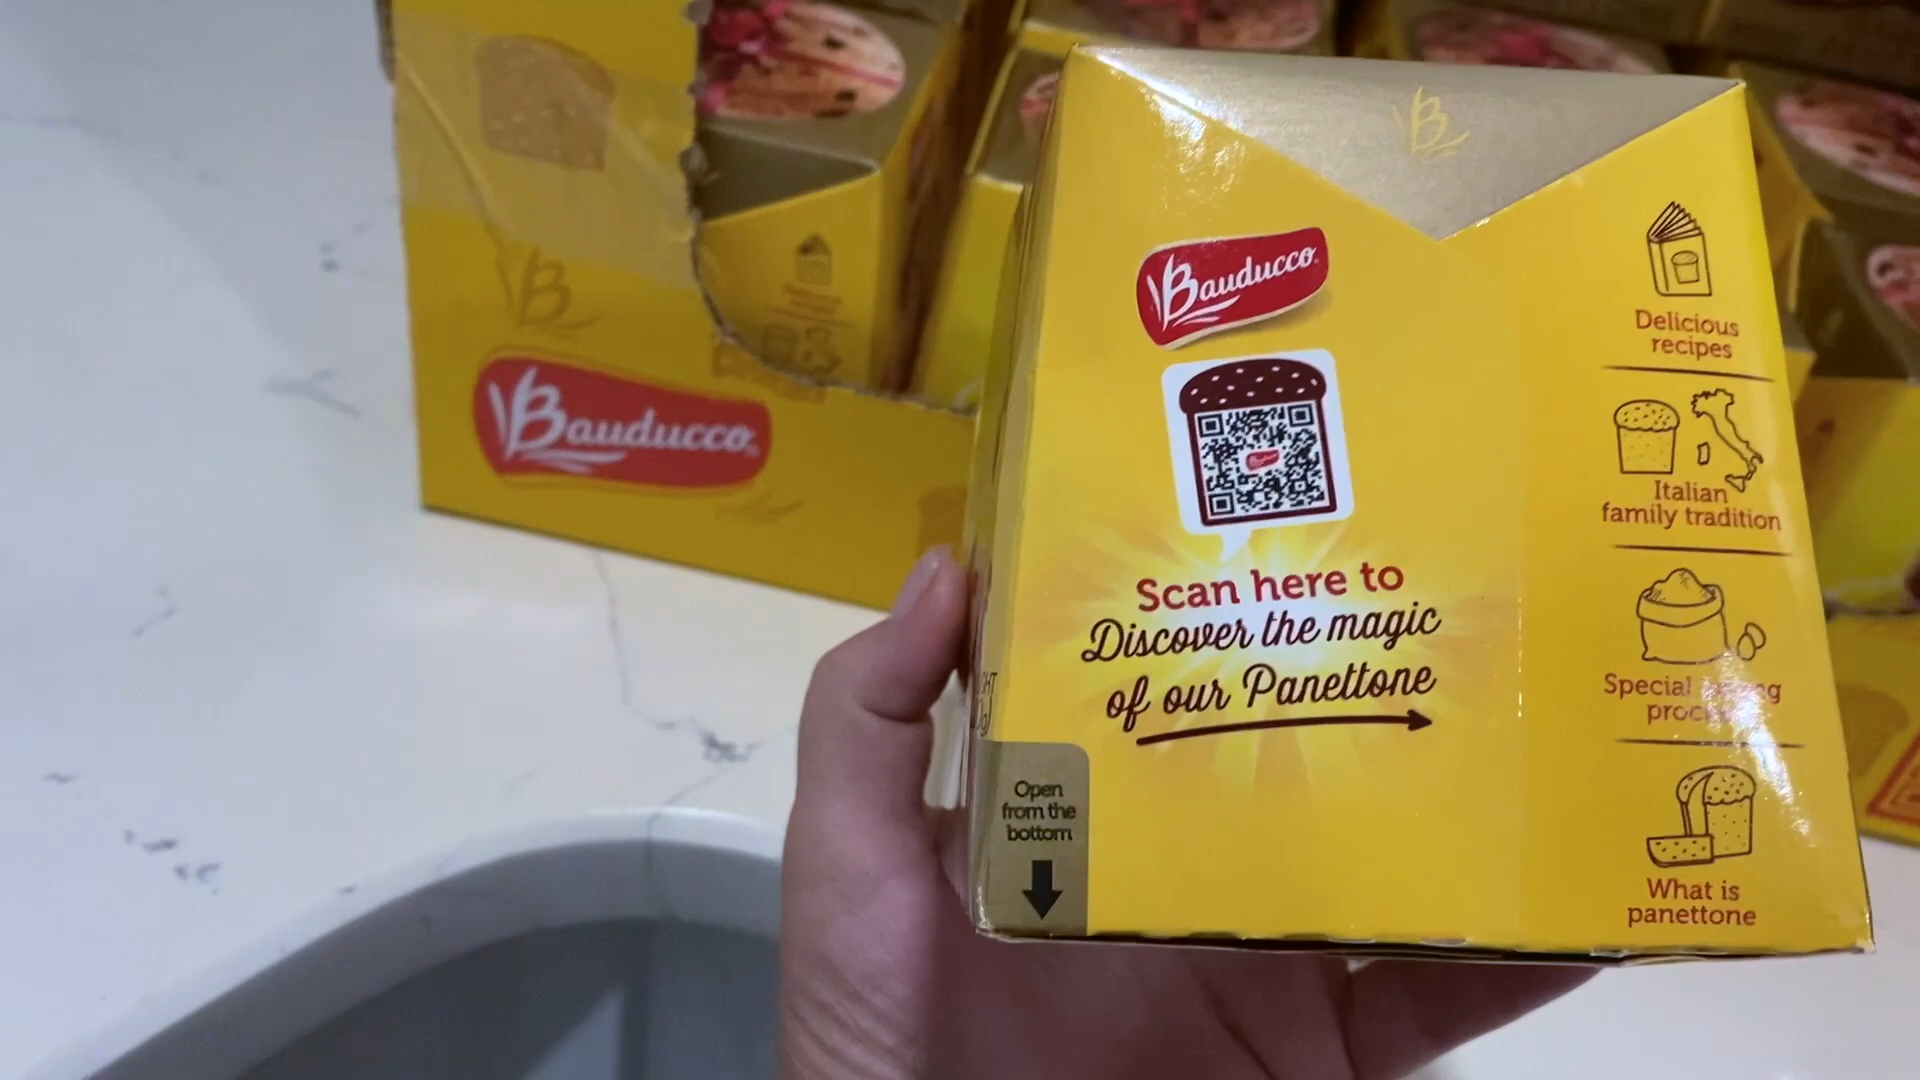 Bauducco
Bauducco
Scan here to
Discover the magic
of our Panettone
Open
from the
bottom
Delicious
recipes
Italian
family tradition
Special
What is
panettone